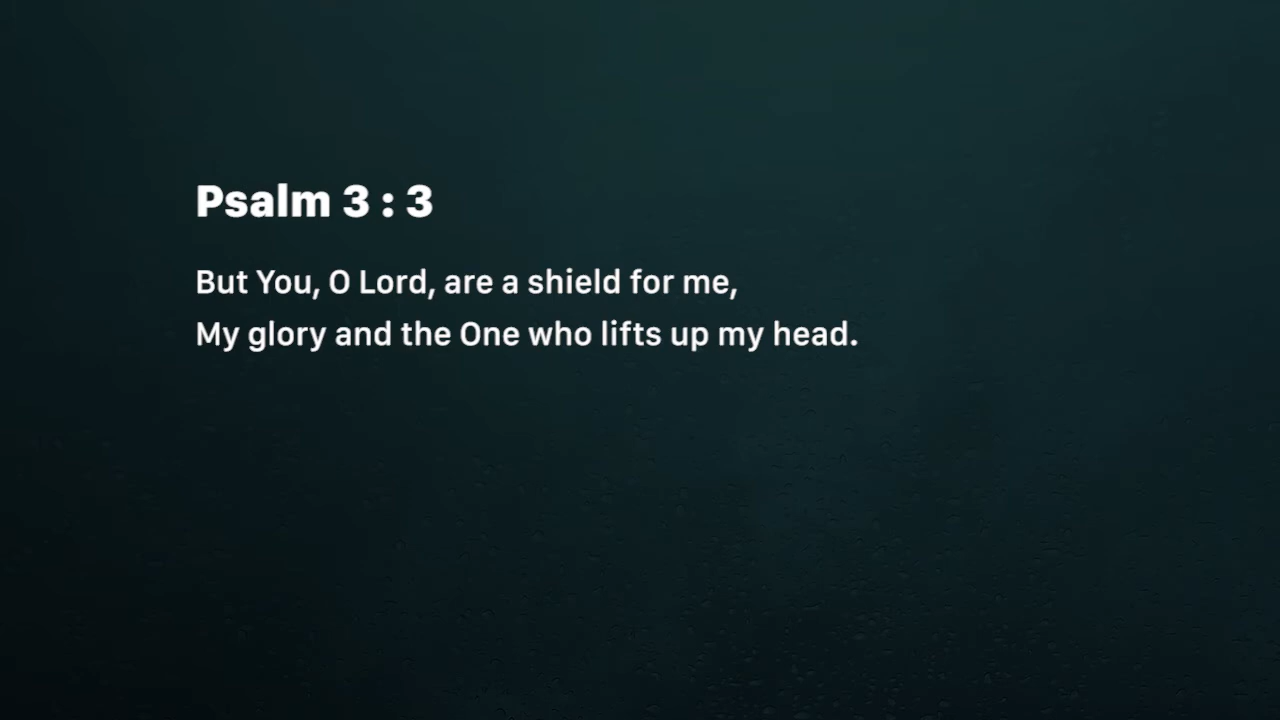 Psalm 3 : 3
But You, O Lord, are a shield for me,
My glory and the One who lifts up my head.